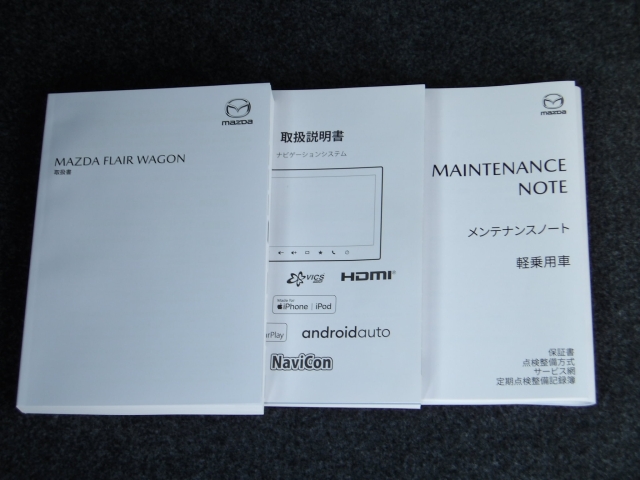 mazda
MAZDA FLAIR WAGON
取扱書
取扱説明書
ナビゲーションシステム
VICS
HDMI
Made for
iPhone | iPod
rPlay
androidauto
NaviCon
mazda
MAINTENANCE
NOTE
メンテナンスノート
軽乗用車
保証書
点検整備方式
サービス網
定期点検整備記録簿